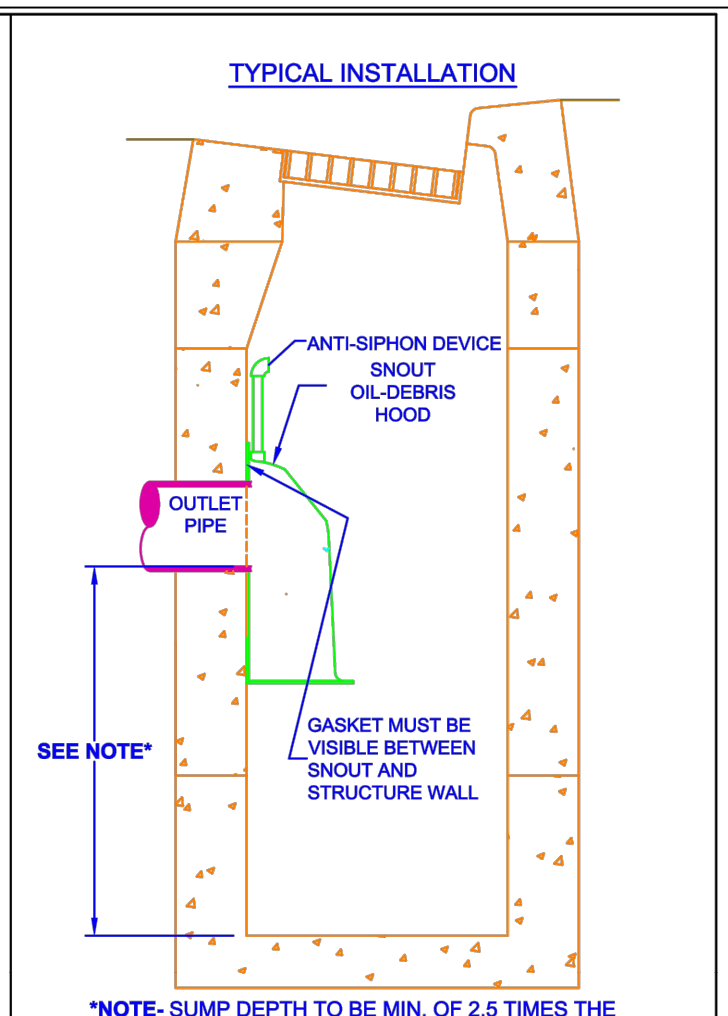 TYPICAL INSTALLATION
ANTI-SIPHON DEVICE
SNOUT
OIL-DEBRIS
HOOD
OUTLET
PIPE
SEE NOTE*
GASKET MUST BE
VISIBLE BETWEEN
SNOUT AND
STRUCTURE WALL
*NOTE- SUMP DEPTH TO BE MIN. OF 2.5 TIMES THE